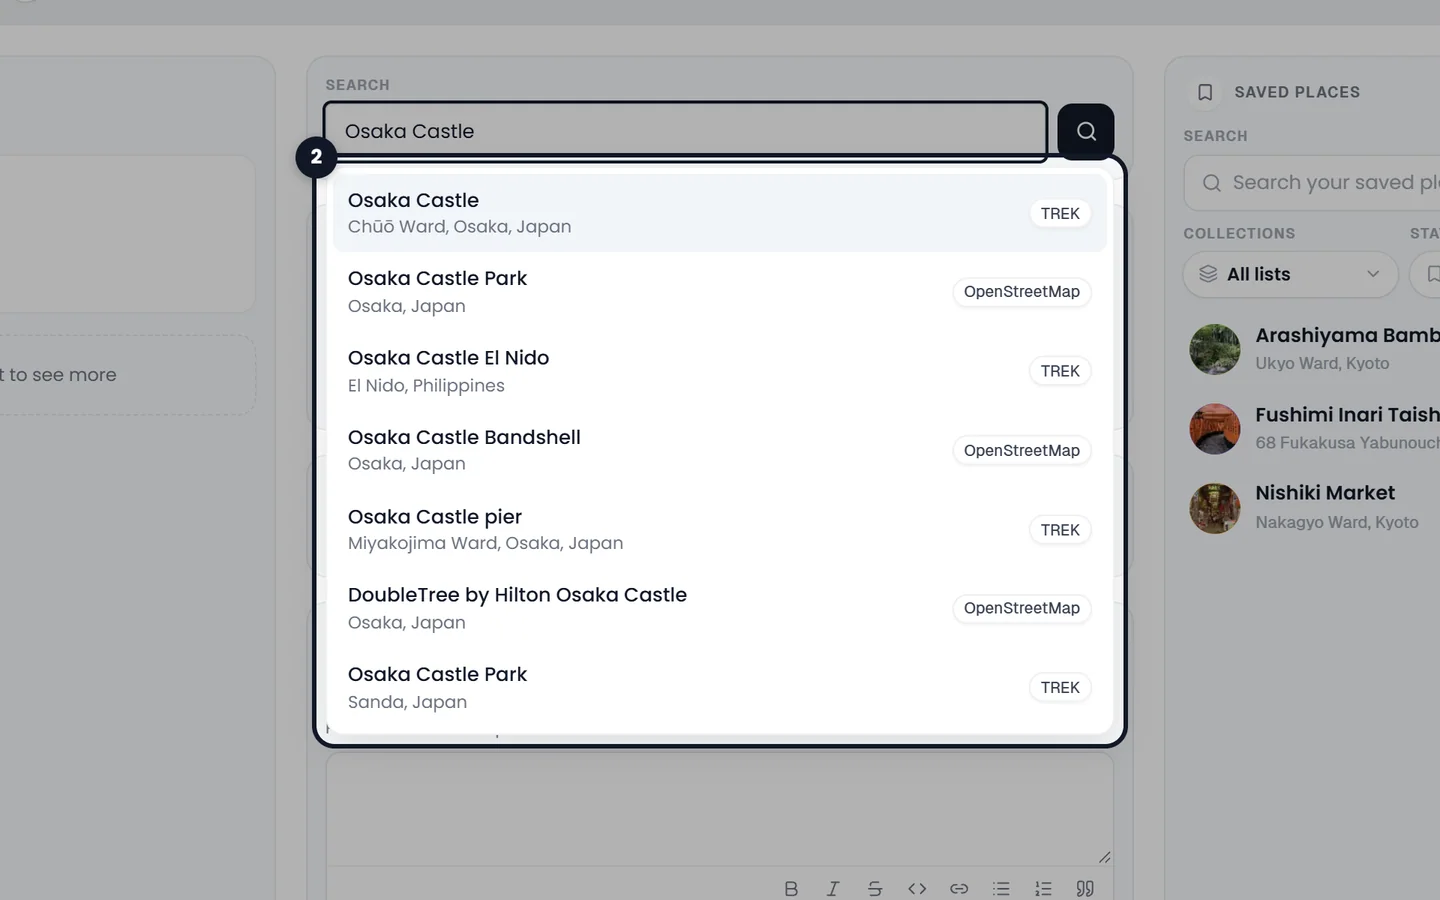 SEARCH
Osaka Castle
2
Osaka Castle
Chūō Ward, Osaka, Japan
TREK
Osaka Castle Park
Osaka, Japan
OpenStreetMap
Osaka Castle El Nido
El Nido, Philippines
TREK
Osaka Castle Bandshell
Osaka, Japan
OpenStreetMap
Osaka Castle pier
Miyakojima Ward, Osaka, Japan
TREK
DoubleTree by Hilton Osaka Castle
Osaka, Japan
OpenStreetMap
Osaka Castle Park
Sanda, Japan
TREK
t to see more
SAVED PLACES
SEARCH
Search your saved pl
COLLECTIONS
STA
All lists
Arashiyama Bamb
Ukyo Ward, Kyoto
Fushimi Inari Taish
68 Fukakusa Yabunouch
Nishiki Market
Nakagyo Ward, Kyoto